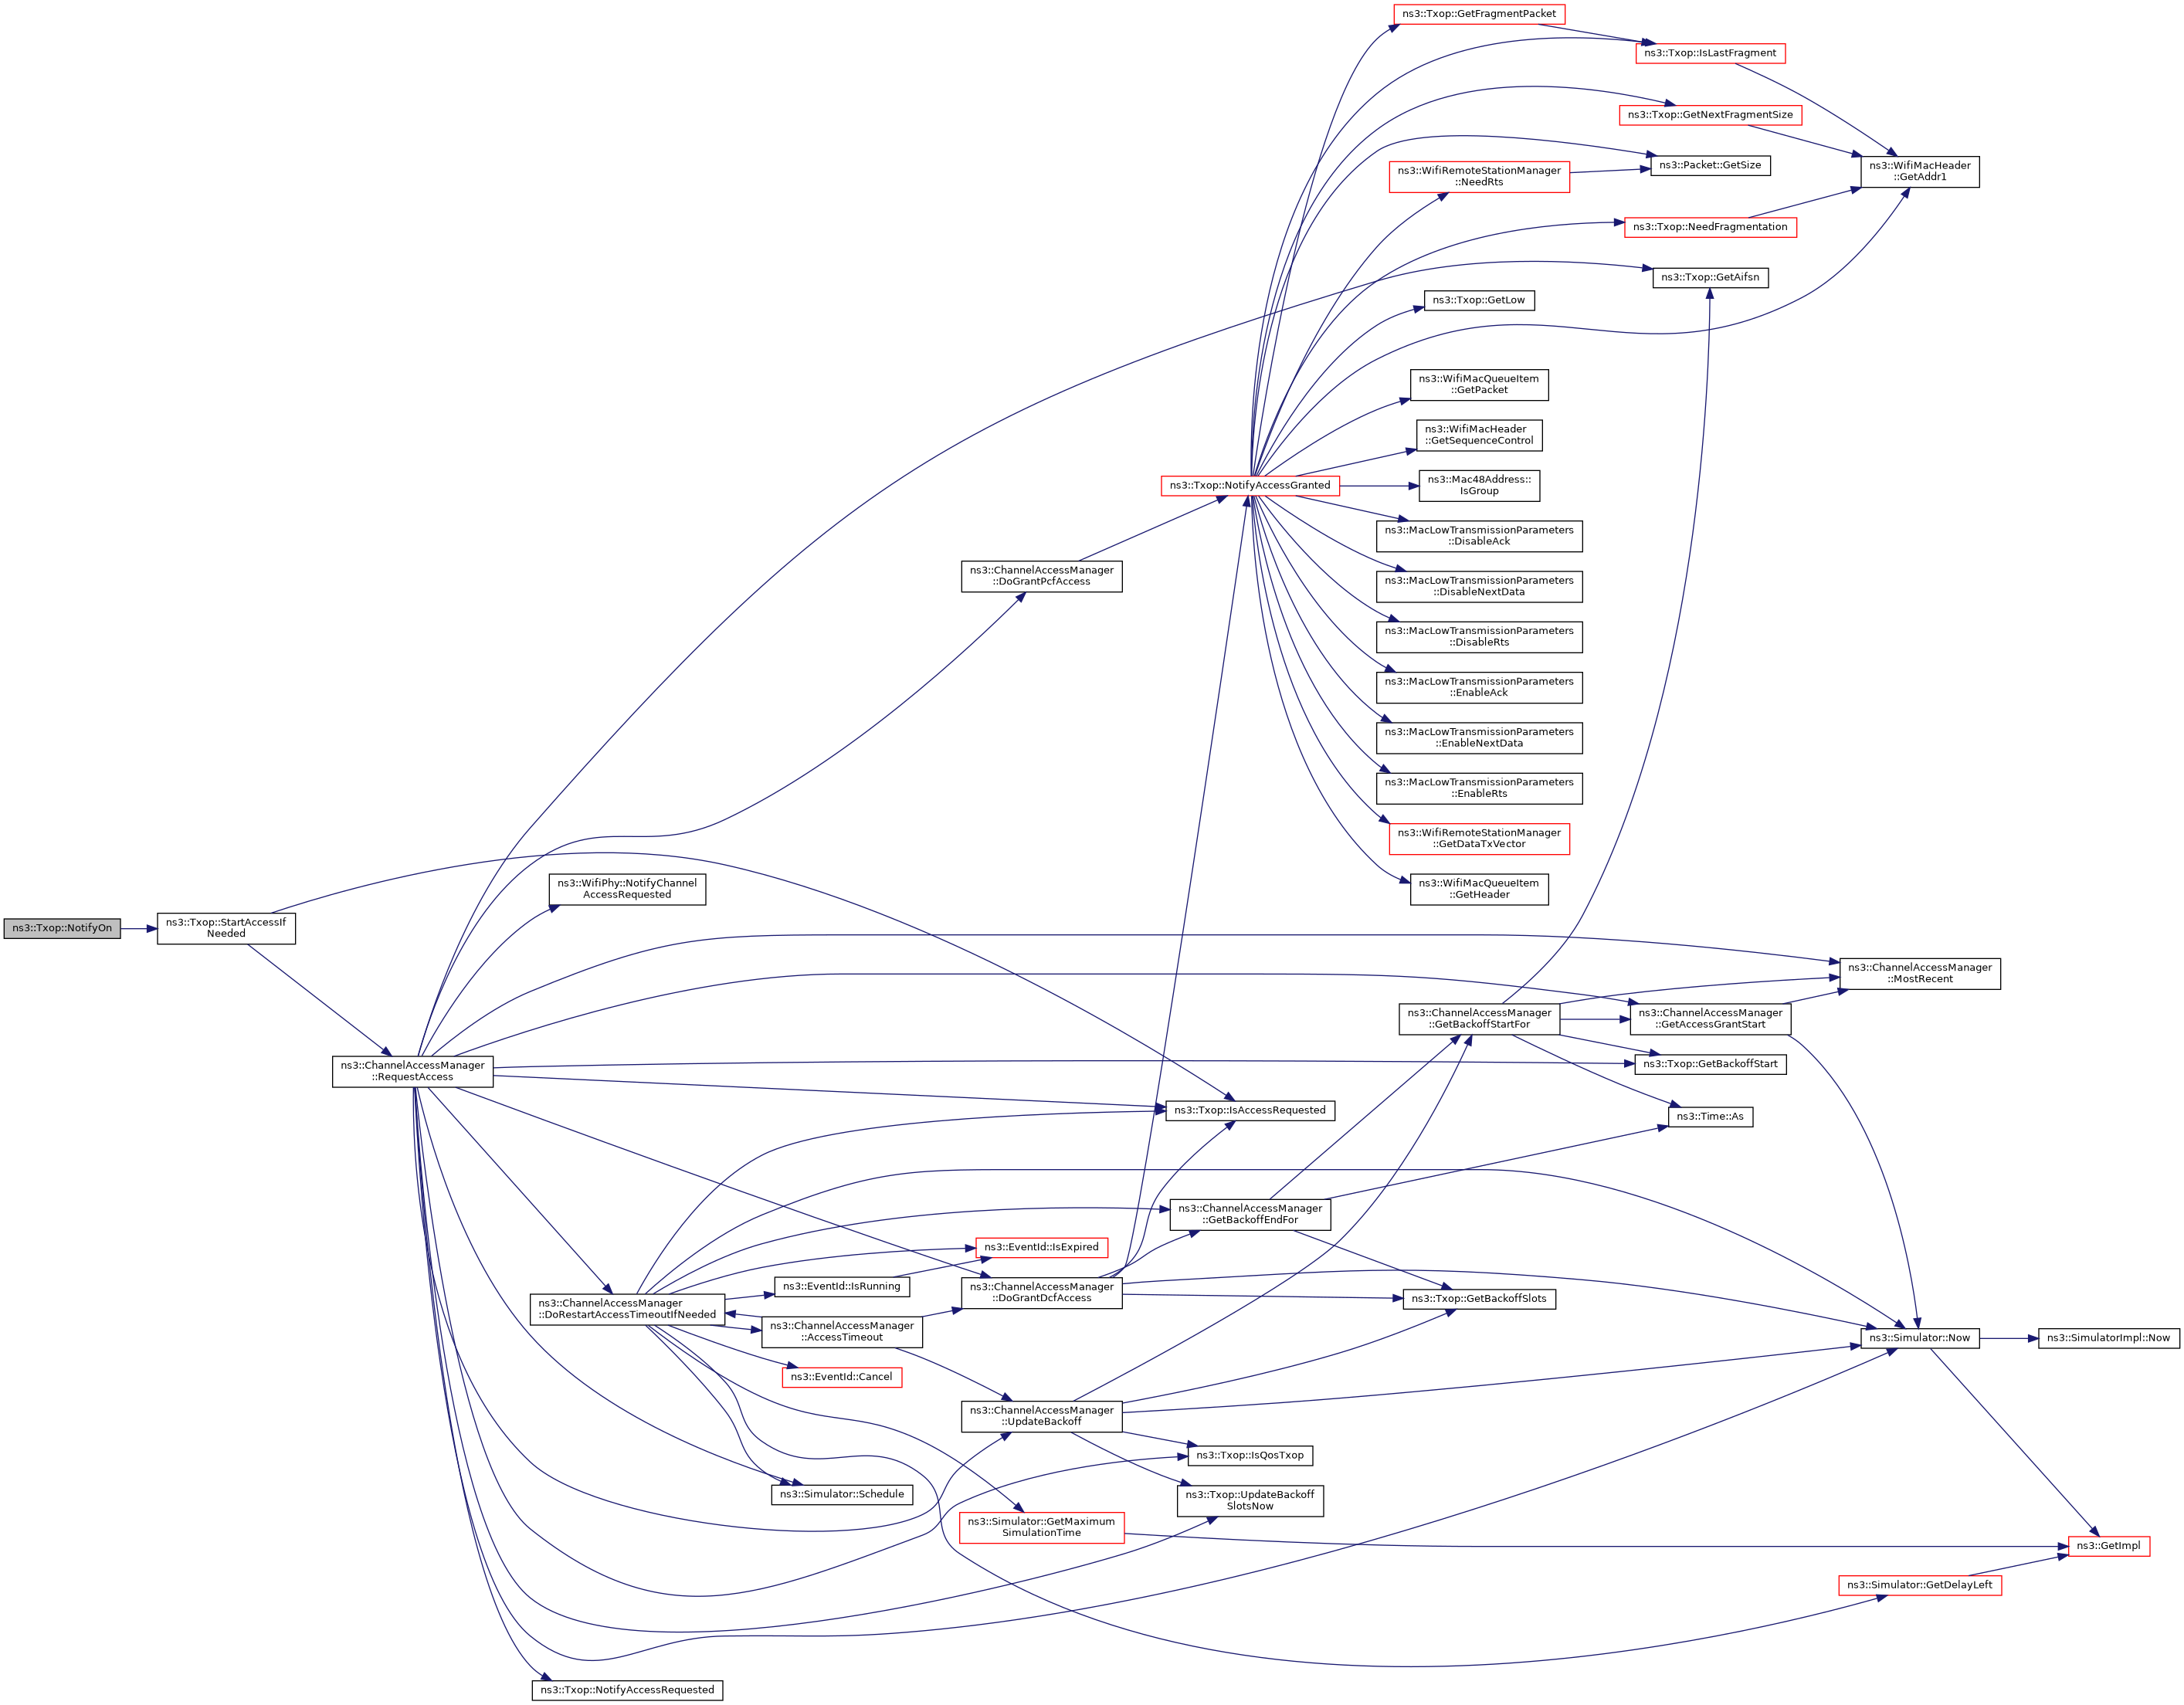 ns3::Txop::GetFragmentPacket
ns3::Txop::IsLastFragment
ns3::Txop::GetNextFragmentSize
ns3::Packet::GetSize
ns3::WifiMacHeader
::GetAddr1
ns3::WifiRemoteStationManager
::NeedRts
ns3::Txop::NeedFragmentation
ns3::Txop::GetAifsn
ns3::Txop::GetLow
ns3::WifiMacQueueItem
::GetPacket
ns3::WifiMacHeader
::GetSequenceControl
ns3::Txop::NotifyAccessGranted
ns3::Mac48Address::
IsGroup
ns3::MacLowTransmissionParameters
::DisableAck
ns3::ChannelAccessManager
::DoGrantPcfAccess
ns3::MacLowTransmissionParameters
::DisableNextData
ns3::MacLowTransmissionParameters
::DisableRts
ns3::MacLowTransmissionParameters
::EnableAck
ns3::MacLowTransmissionParameters
::EnableNextData
ns3::MacLowTransmissionParameters
::EnableRts
ns3::WifiRemoteStationManager
::GetDataTxVector
ns3::WifiPhy::NotifyChannel
AccessRequested
ns3::WifiMacQueueItem
::GetHeader
ns3::Txop::NotifyOn
ns3::Txop::StartAccessIf
Needed
ns3::ChannelAccessManager
::MostRecent
ns3::ChannelAccessManager
::GetBackoffStartFor
ns3::ChannelAccessManager
::GetAccessGrantStart
ns3::ChannelAccessManager
::RequestAccess
ns3::Txop::GetBackoffStart
ns3::Txop::IsAccessRequested
ns3::Time::As
ns3::ChannelAccessManager
::GetBackoffEndFor
ns3::EventId::IsExpired
ns3::EventId::IsRunning
ns3::ChannelAccessManager
::DoGrantDcfAccess
ns3::Txop::GetBackoffSlots
ns3::ChannelAccessManager
::DoRestartAccessTimeoutIfNeeded
ns3::ChannelAccessManager
::AccessTimeout
ns3::Simulator::Now
ns3::SimulatorImpl::Now
ns3::EventId::Cancel
ns3::ChannelAccessManager
::UpdateBackoff
ns3::Txop::IsQosTxop
ns3::Simulator::Schedule
ns3::Txop::UpdateBackoff
SlotsNow
ns3::Simulator::GetMaximum
SimulationTime
ns3::GetImpl
ns3::Simulator::GetDelayLeft
ns3::Txop::NotifyAccessRequested